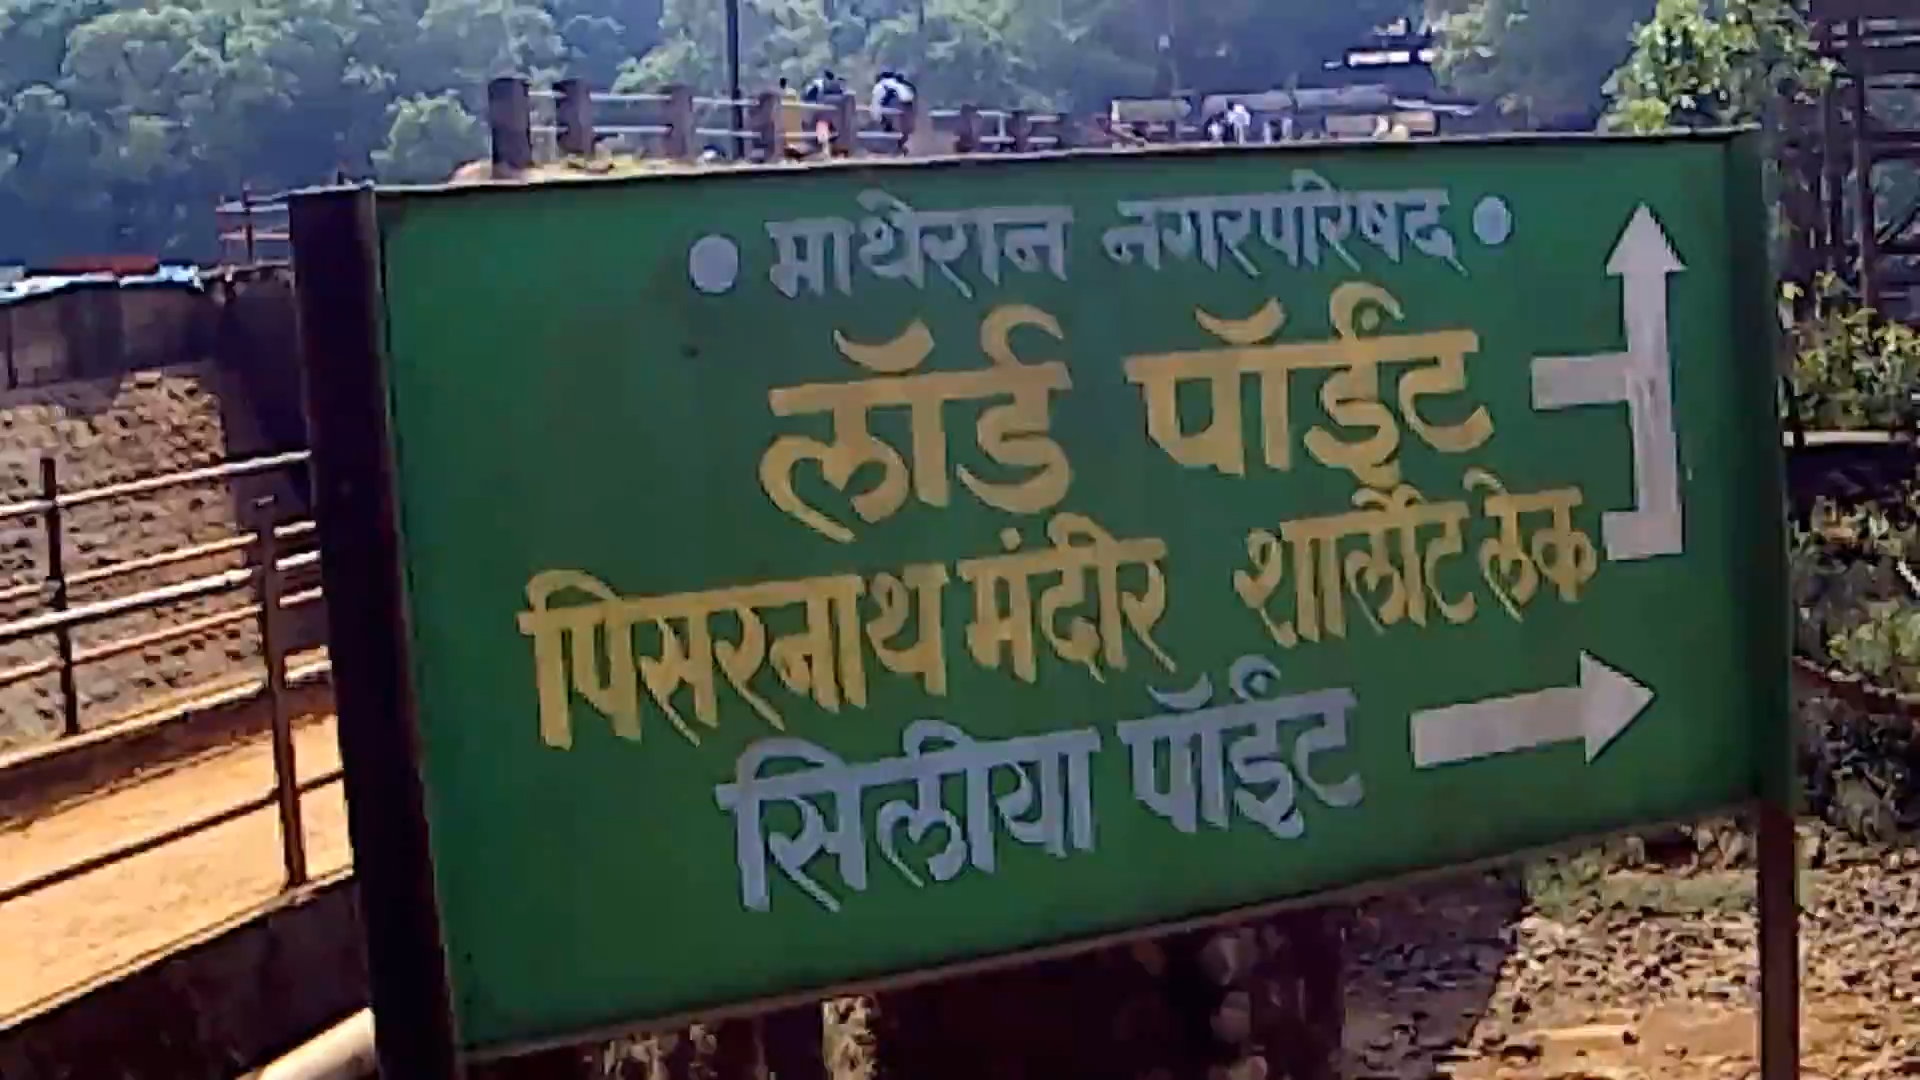 • माथेरान नगरपरिषद •
लॉर्ड पॉईंट
पिसरनाथ मंदीर शार्लोट लेक
सिलीया पॉईंट